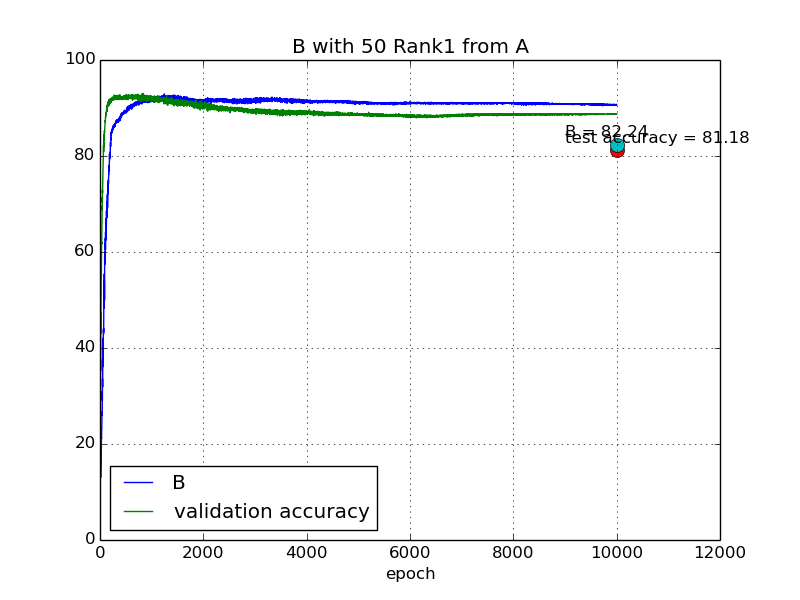 B with 50 Rank1 from A
100
80
60
40
20
0
B = 82.24
test accuracy = 81.18
B
validation accuracy
0 2000 4000 6000 8000 10000 12000
epoch